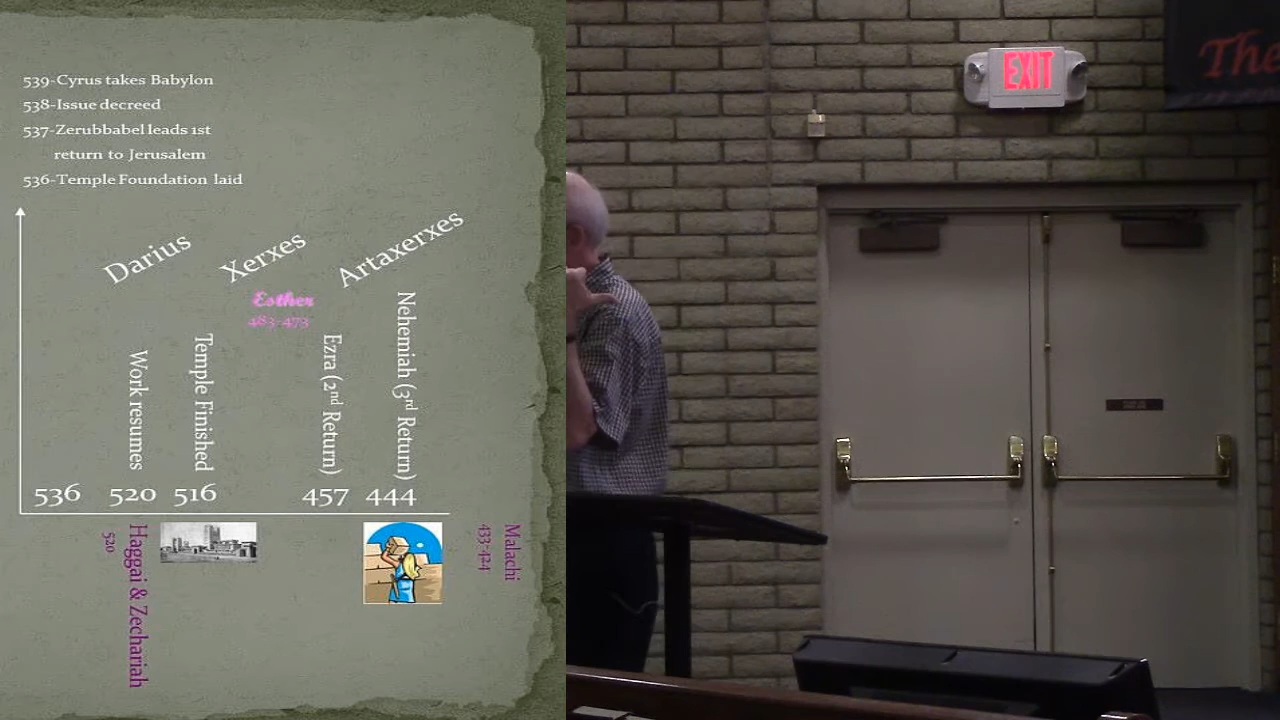 539-Cyrus takes Babylon
538-Issue decreed
537-Zerubbabel leads 1st
return to Jerusalem
536-Temple Foundation laid
Darius
Xerxes
Artaxerxes
Esther
483-473
Work resumes
Temple Finished
Ezra (2nd Return)
Nehemiah (3rd Return)
536
520
516
457
444
Haggai & Zechariah
520
Malachi
433-424
EXIT
The